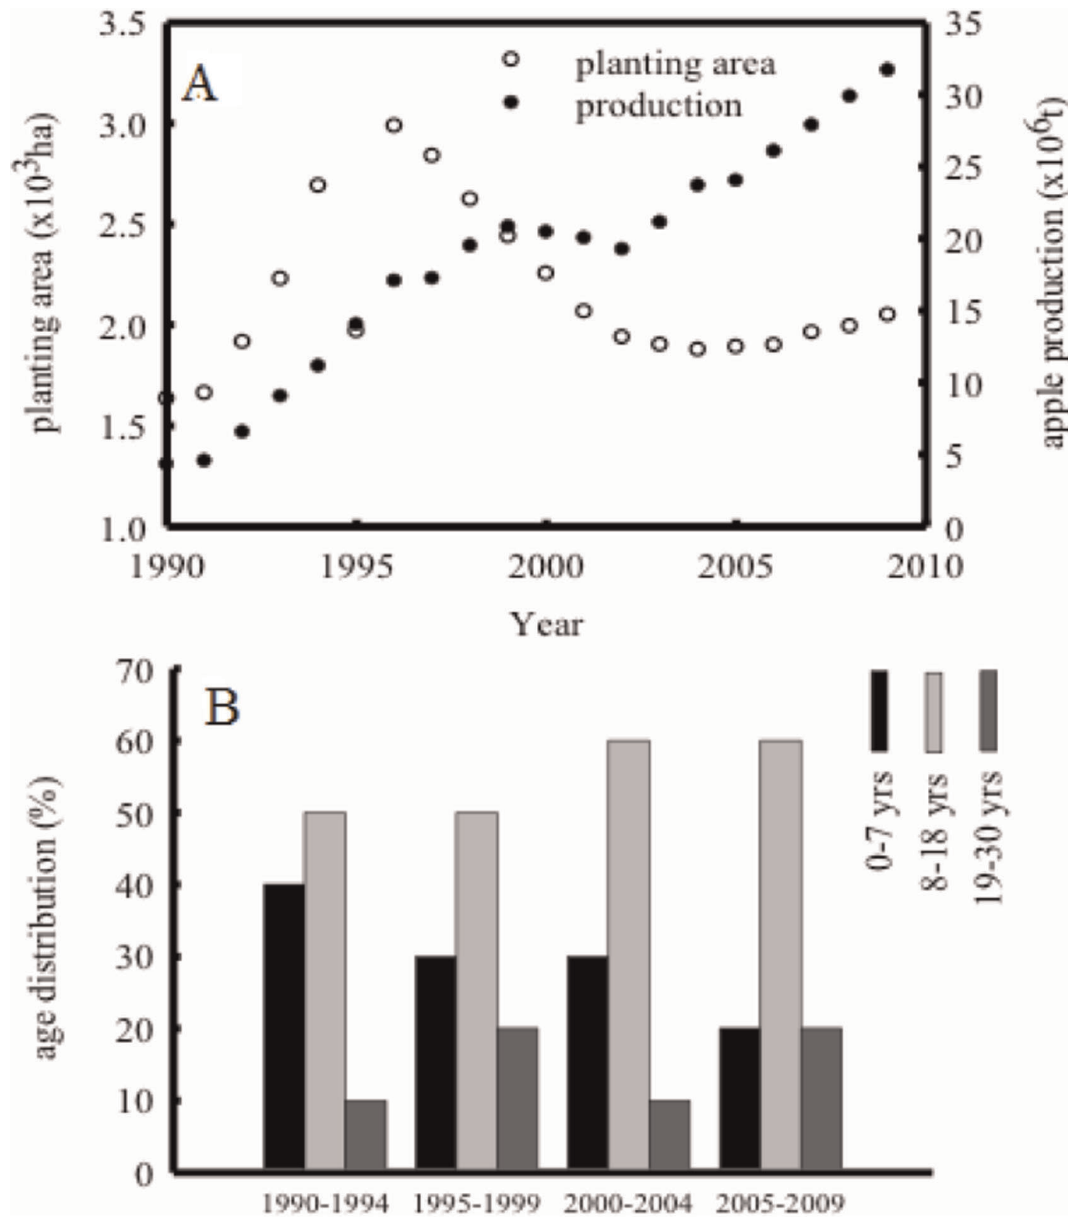 3.5
35
A
planting area
production
3.0
30
25
2.5
20
2.0
15
10
1.5
5
1.0
0
planting area (x10³ha)
apple production (x10⁶t)
1990
1995
2000
2005
2010
Year
70
B
60
50
40
30
20
10
0
age distribution (%)
0-7 yrs
8-18 yrs
19-30 yrs
1990-1994
1995-1999
2000-2004
2005-2009